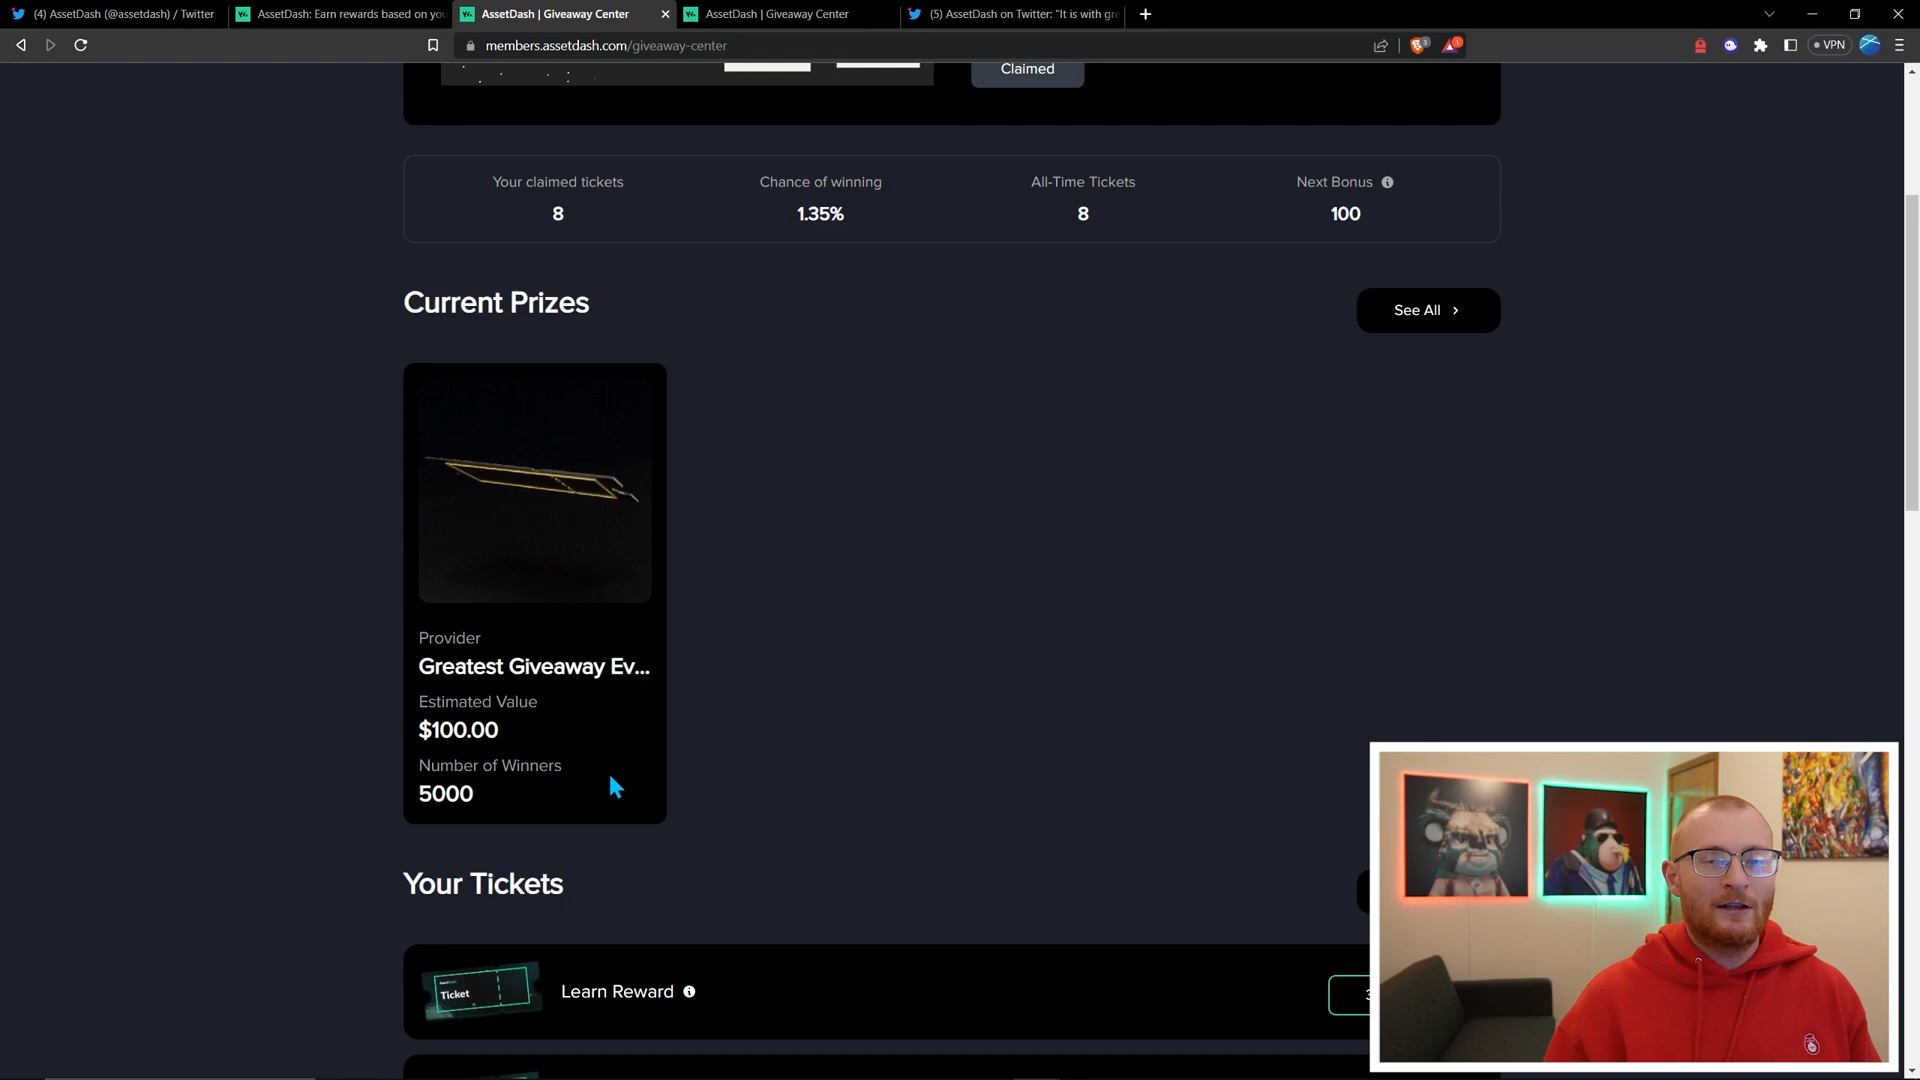 (4) AssetDash (@assetdash) / Twitter
AssetDash: Earn rewards based on you
AssetDash | Giveaway Center
AssetDash | Giveaway Center
(5) AssetDash on Twitter: "It is with gre
members.assetdash.com/giveaway-center
VPN
Claimed
Your claimed tickets
8
Chance of winning
1.35%
All-Time Tickets
8
Next Bonus
100
Current Prizes
See All
Provider
Greatest Giveaway Ev...
Estimated Value
$100.00
Number of Winners
5000
Your Tickets
Ticket
Learn Reward